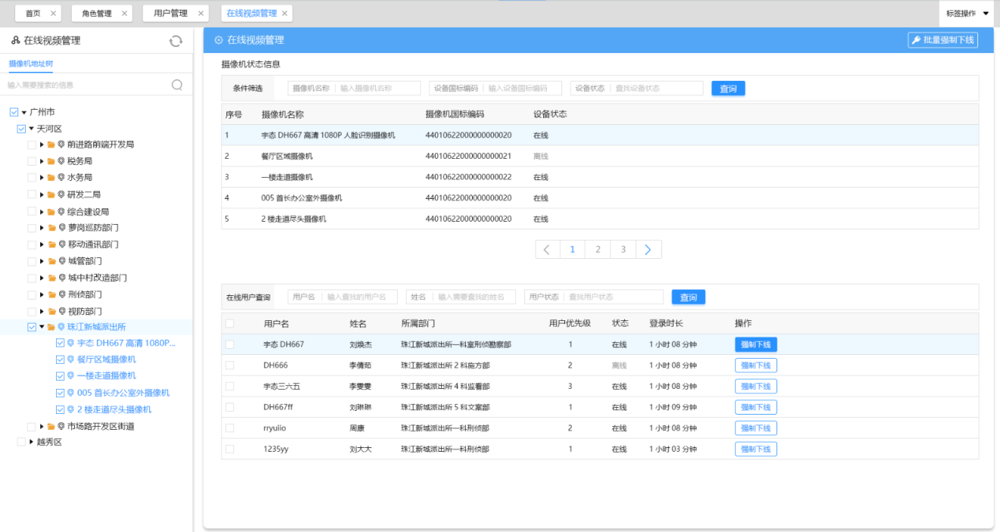 首页 × 角色管理 × 用户管理 × 在线视频管理 × 标签操作
在线视频管理
摄像机地址树
输入需要搜索的信息
广州市
天河区
前进路前端开发局
税务局
水务局
研发二局
综合建设局
萝岗巡防部门
移动通讯部门
城管部门
城中村改造部门
刑侦部门
视防部门
珠江新城派出所
宇态 DH667 高清 1080P...
餐厅区域摄像机
一楼走道摄像机
005 首长办公室外摄像机
2 楼走道尽头摄像机
市场路开发区街道
越秀区
在线视频管理 批量强制下线
摄像机状态信息
条件筛选 摄像机名称 输入摄像机名称 设备国标编码 输入设备国标编码 设备状态 查找设备状态 查询
序号 摄像机名称 摄像机国标编码 设备状态
1 宇态 DH667 高清 1080P 人脸识别摄像机 44010622000000000020 在线
2 餐厅区域摄像机 44010622000000000021 离线
3 一楼走道摄像机 44010622000000000022 在线
4 005 首长办公室外摄像机 44010622000000000020 在线
5 2 楼走道尽头摄像机 44010622000000000020 在线
1 2 3
在线用户查询 用户名 输入查找的用户名 姓名 输入需要查找的姓名 用户状态 查找用户状态 查询
用户名 姓名 所属部门 用户优先级 状态 登录时长 操作
宇态 DH667 刘焕杰 珠江新城派出所一科室刑侦勘察部 1 在线 1 小时 08 分钟 强制下线
DH666 李倩茹 珠江新城派出所 2 科施方部 2 离线 1 小时 08 分钟 强制下线
宇态三六五 李雯雯 珠江新城派出所 4 科监看部 3 在线 1 小时 08 分钟 强制下线
DH667ff 刘琳琳 珠江新城派出所 5 科文案部 1 在线 1 小时 09 分钟 强制下线
rryuiio 周康 珠江新城派出所一科刑侦部 2 在线 1 小时 08 分钟 强制下线
1235yy 刘大大 珠江新城派出所一科刑侦部 1 在线 1 小时 03 分钟 强制下线